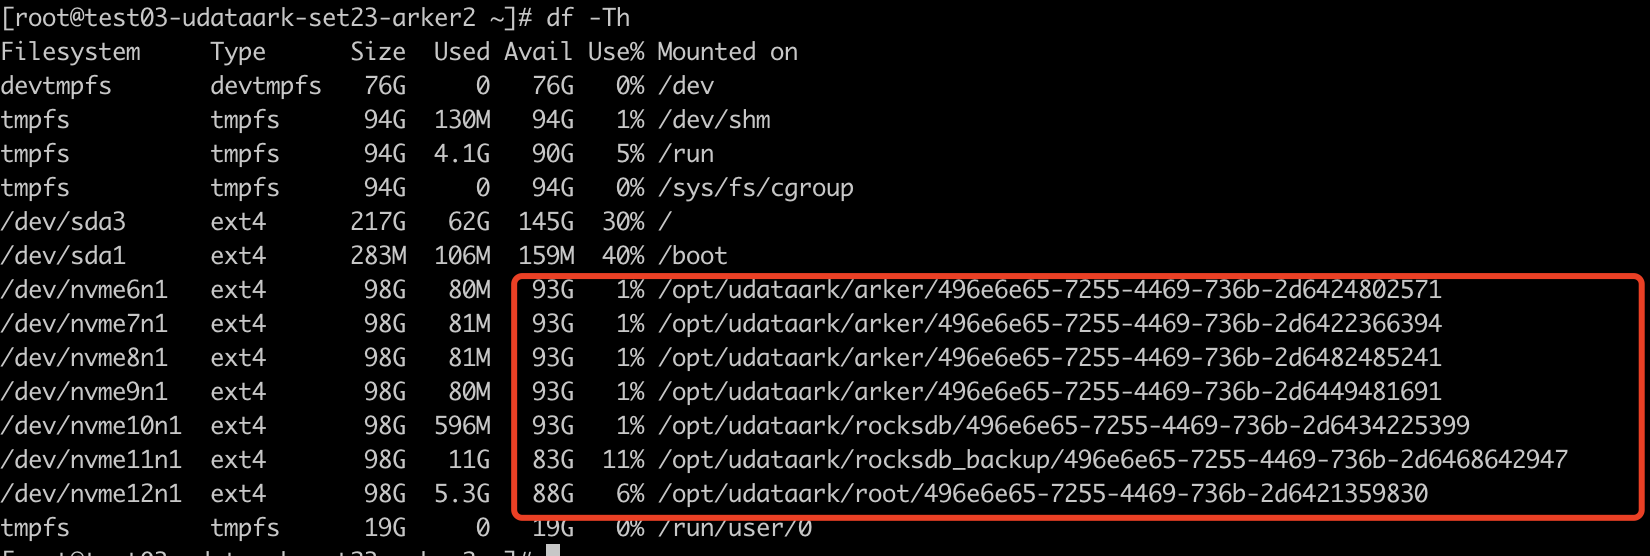 [root@test03-udataark-set23-arker2 ~]# df -Th
Filesystem     Type      Size  Used Avail Use% Mounted on
devtmpfs       devtmpfs   76G     0   76G   0% /dev
tmpfs          tmpfs      94G  130M   94G   1% /dev/shm
tmpfs          tmpfs      94G  4.1G   90G   5% /run
tmpfs          tmpfs      94G     0   94G   0% /sys/fs/cgroup
/dev/sda3      ext4      217G   62G  145G  30% /
/dev/sda1      ext4      283M  106M  159M  40% /boot
/dev/nvme6n1   ext4       98G   80M   93G   1% /opt/udataark/arker/496e6e65-7255-4469-736b-2d6424802571
/dev/nvme7n1   ext4       98G   81M   93G   1% /opt/udataark/arker/496e6e65-7255-4469-736b-2d6422366394
/dev/nvme8n1   ext4       98G   81M   93G   1% /opt/udataark/arker/496e6e65-7255-4469-736b-2d6482485241
/dev/nvme9n1   ext4       98G   80M   93G   1% /opt/udataark/arker/496e6e65-7255-4469-736b-2d6449481691
/dev/nvme10n1  ext4       98G  596M   93G   1% /opt/udataark/rocksdb/496e6e65-7255-4469-736b-2d6434225399
/dev/nvme11n1  ext4       98G   11G   83G  11% /opt/udataark/rocksdb_backup/496e6e65-7255-4469-736b-2d6468642947
/dev/nvme12n1  ext4       98G  5.3G   88G   6% /opt/udataark/root/496e6e65-7255-4469-736b-2d6421359830
tmpfs          tmpfs      19G     0   19G   0% /run/user/0
[root@test03-udataark-set23-arker2 ~]#